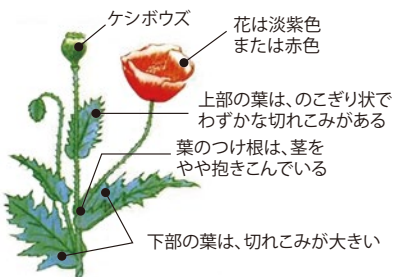 ケシボウズ
花は淡紫色
または赤色
上部の葉は、のこぎり状で
わずかな切れこみがある
葉のつけ根は、茎を
やや抱きこんでいる
下部の葉は、切れこみが大きい